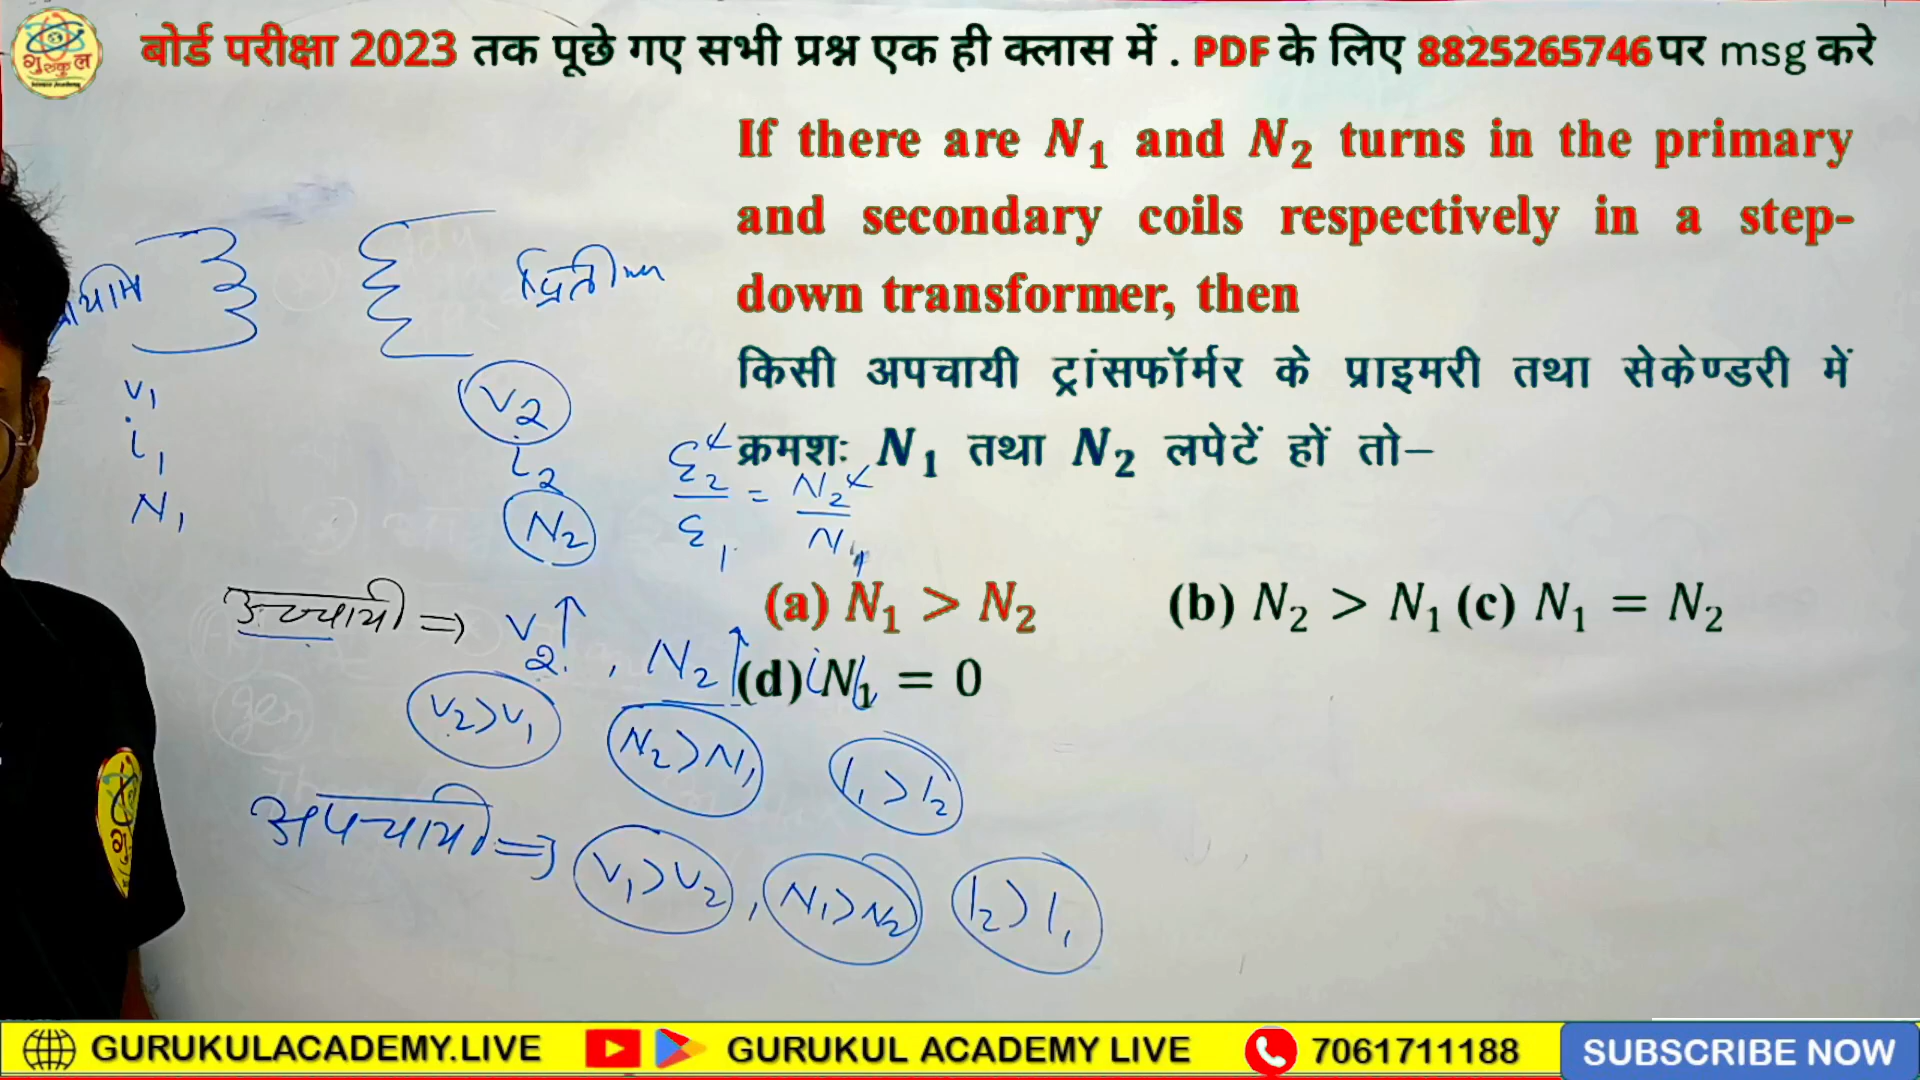 बोर्ड परीक्षा 2023 तक पूछे गए सभी प्रश्न एक ही क्लास में . PDF के लिए 8825265746 पर msg करे
गुरुकुल
Science Academy
If there are N₁ and N₂ turns in the primary
and secondary coils respectively in a step-
down transformer, then
किसी अपचायी ट्रांसफॉर्मर के प्राइमरी तथा सेकेण्डरी में
क्रमशः N₁ तथा N₂ लपेटें हों तो–
(a) N₁ > N₂ (b) N₂ > N₁ (c) N₁ = N₂
(d) N₁ = 0
द्वितीयक
V₁ V₂
i₁ i₂
N₁ N₂
ε₂/ε₁ = N₂/N₁
उच्चायी ⇒ V₂↑, N₂↑
V₂>V₁ N₂>N₁ I₁>I₂
अपचायी ⇒ V₁>V₂, N₁>N₂ I₂>I₁
gen
GURUKULACADEMY.LIVE GURUKUL ACADEMY LIVE 7061711188 SUBSCRIBE NOW